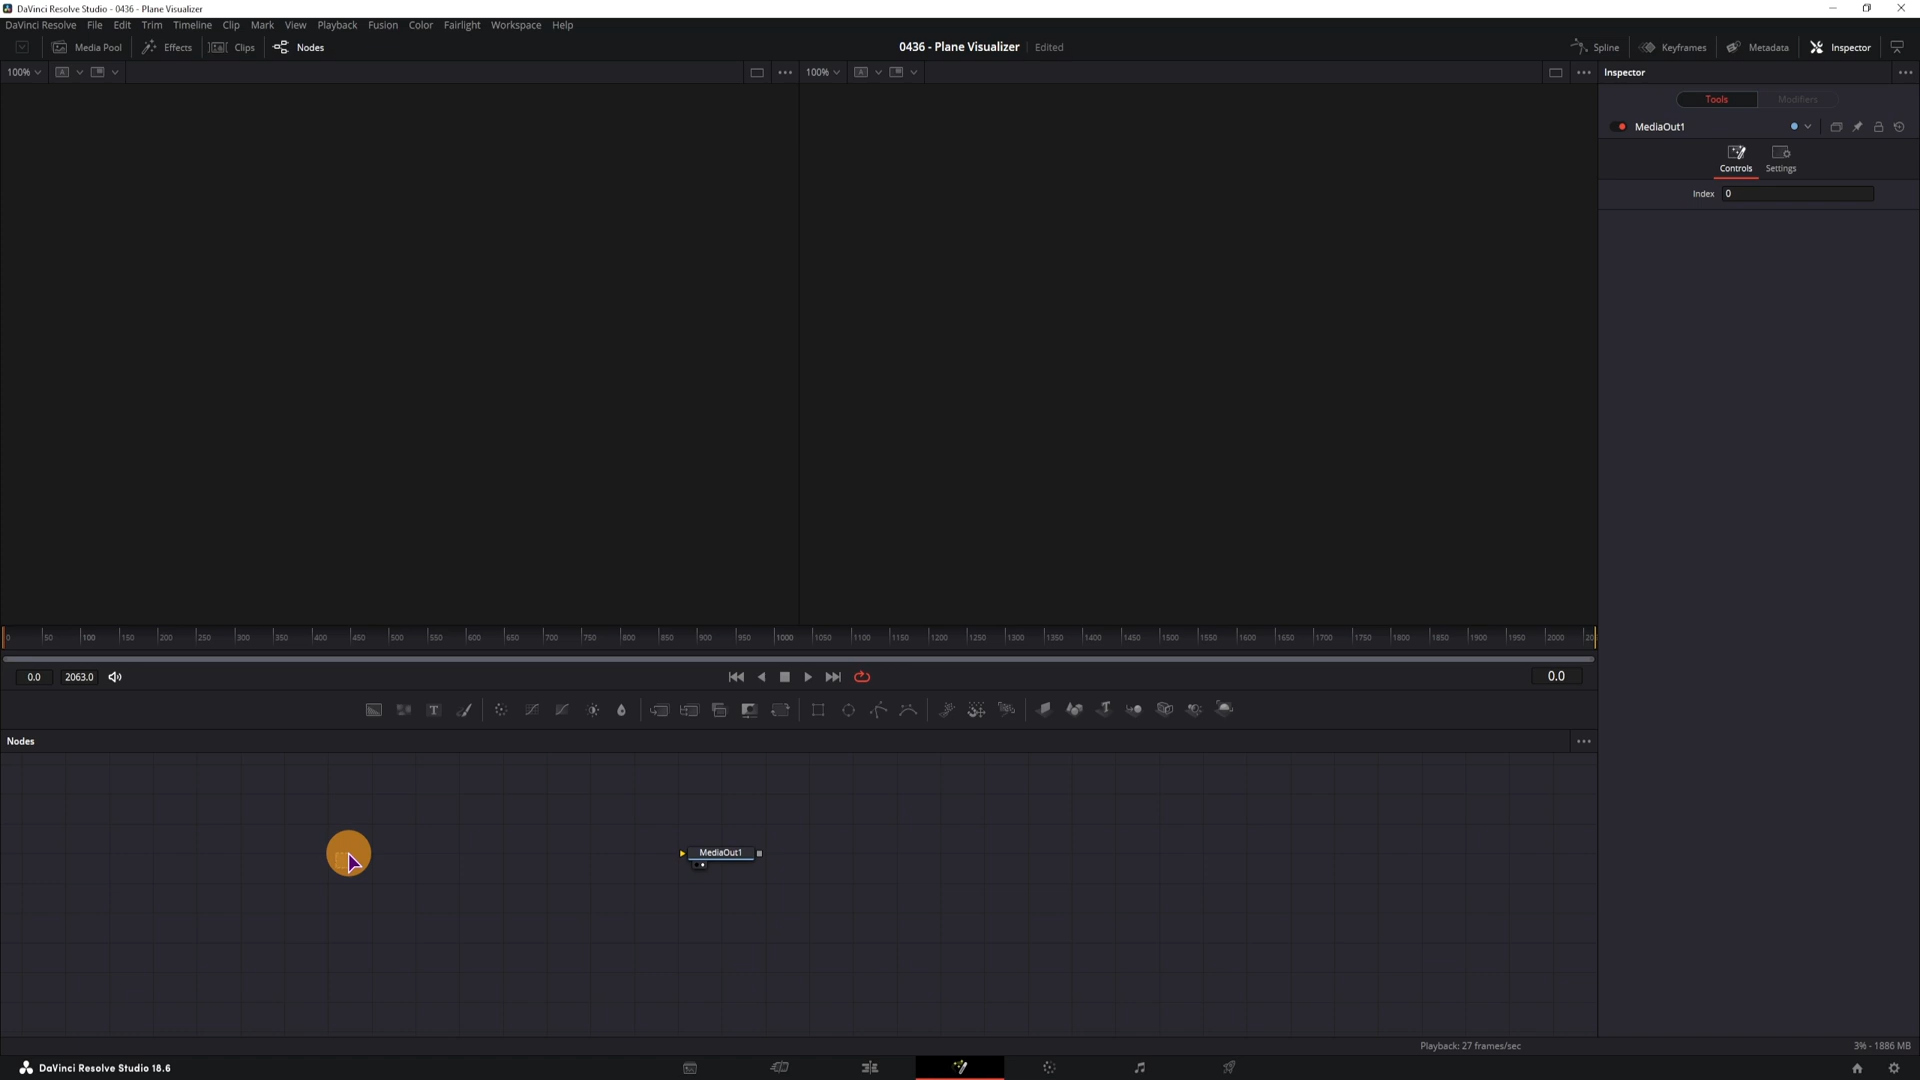 DaVinci Resolve Studio - 0436 - Plane Visualizer
DaVinci Resolve File Edit Trim Timeline Clip Mark View Playback Fusion Color Fairlight Workspace Help
Media Pool Effects Clips Nodes 0436 - Plane Visualizer Edited Spline Keyframes Metadata Inspector
100% A 100% A Inspector
Tools Modifiers
MediaOut1
Controls Settings
Index 0
0 50 100 150 200 250 300 350 400 450 500 550 600 650 700 750 800 850 900 950 1000 1050 1100 1150 1200 1250 1300 1350 1400 1450 1500 1550 1600 1650 1700 1750 1800 1850 1900 1950 2000
0.0 2063.0 0.0
T T
Nodes
MediaOut1
Playback: 27 frames/sec 3% - 1886 MB
DaVinci Resolve Studio 18.6